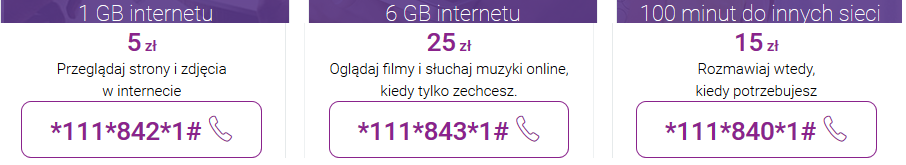 1 GB internetu
5 zł
Przeglądaj strony i zdjęcia
w internecie
*111*842*1#
6 GB internetu
25 zł
Oglądaj filmy i słuchaj muzyki online,
kiedy tylko zechcesz.
*111*843*1#
100 minut do innych sieci
15 zł
Rozmawiaj wtedy,
kiedy potrzebujesz
*111*840*1#